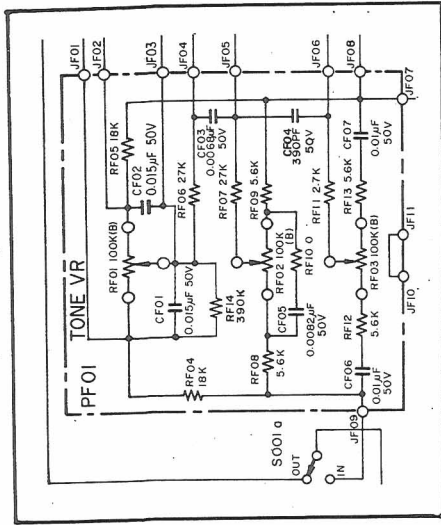 JF01
JF02
JF03
JF04
JF05
JF06
JF08
JF07
TONE VR
PF01
RF05 18K
CF02
0.015µF 50V
RF01 100K(B)
RF06 27K
CF03
0.0068µF
50V
RF07 27K
RF09 5.6K
CF04
390PF
50V
RF11 2.7K
CF07
0.01µF
50V
RF13 5.6K
CF01
0.015µF 50V
RF14
390K
RF02 100K
(B)
RF10 0
RF03 100K(B)
JF11
JF10
CF05
0.0082µF
50V
RF04
18K
RF08
5.6K
RF12
5.6K
CF06
0.01µF
50V
JF09
S001a
OUT
IN